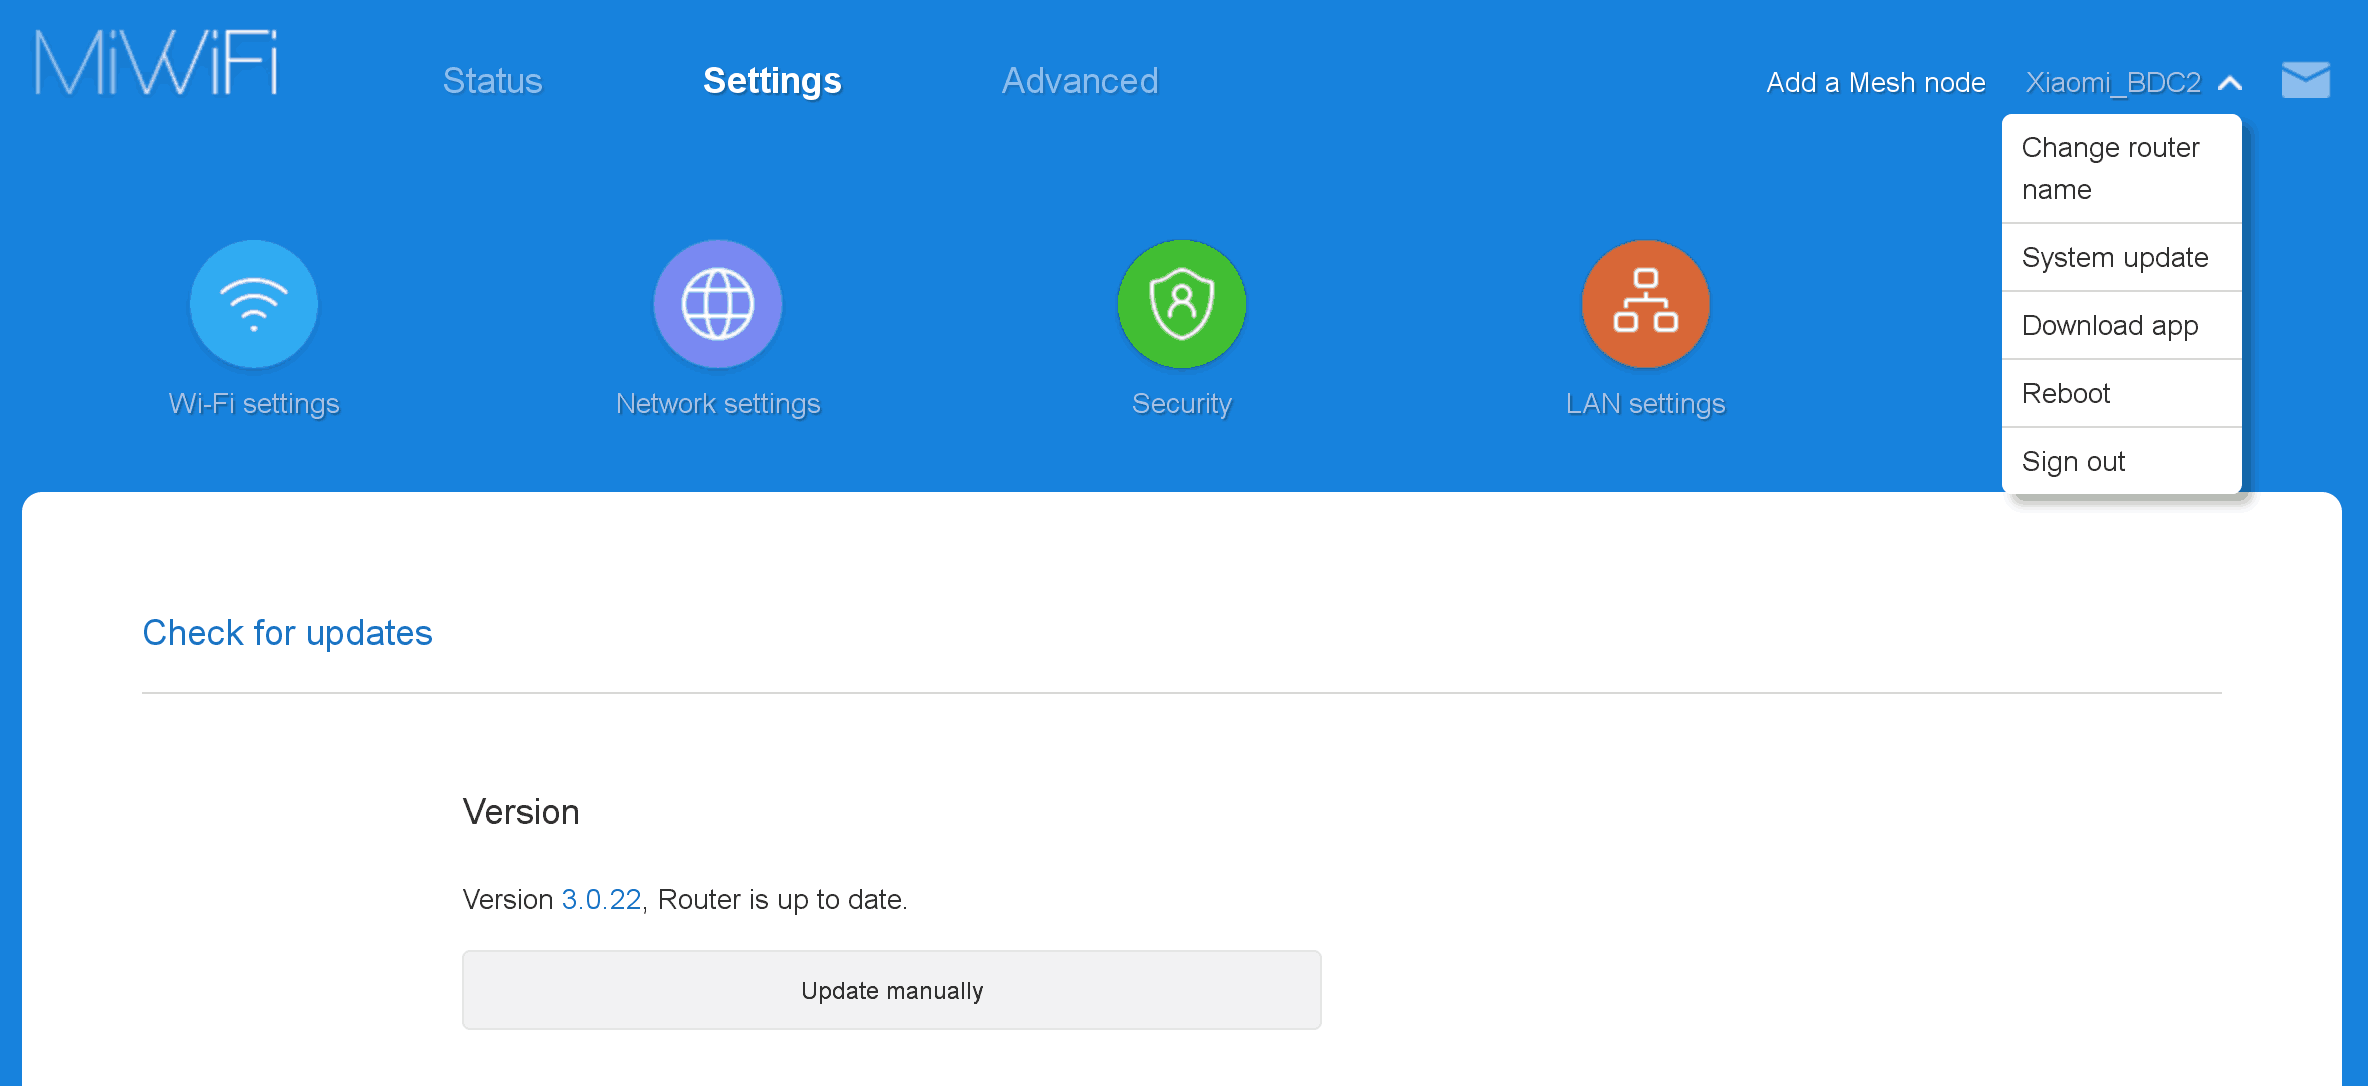 MiWiFi
Status
Settings
Advanced
Add a Mesh node
Xiaomi_BDC2
Change router
name
System update
Download app
Reboot
Sign out
Wi-Fi settings
Network settings
Security
LAN settings
Check for updates
Version
Version 3.0.22, Router is up to date.
Update manually